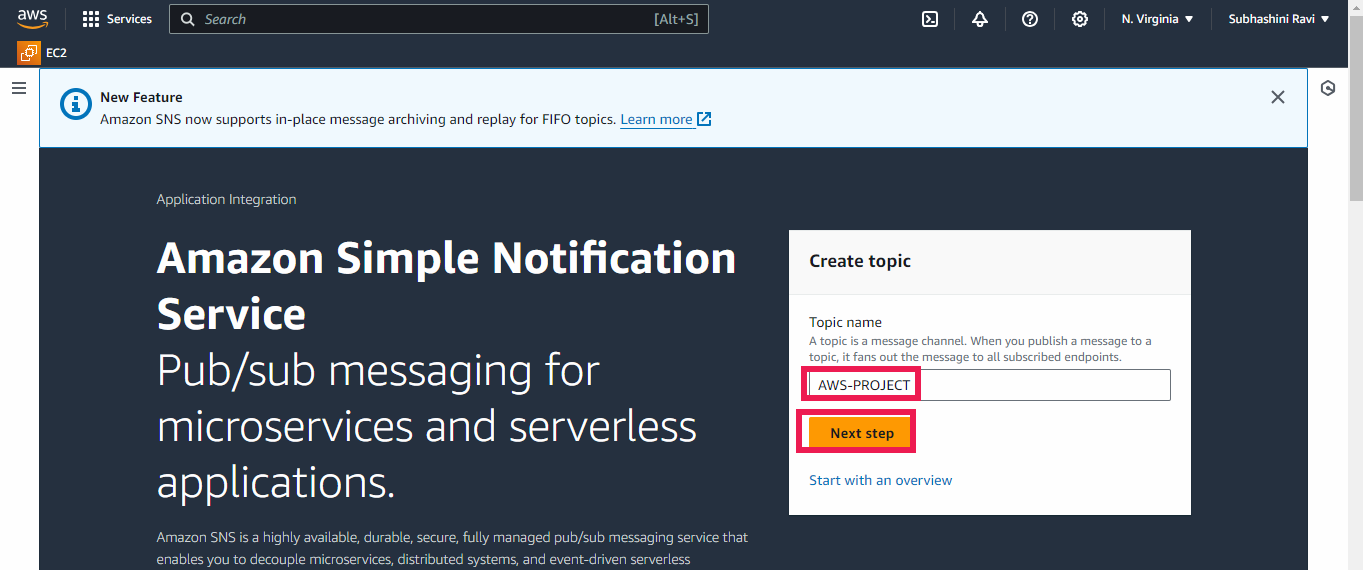 aws
Services
Search
[Alt+S]
N. Virginia
Subhashini Ravi
EC2
New Feature
Amazon SNS now supports in-place message archiving and replay for FIFO topics. Learn more
Application Integration
Amazon Simple Notification
Service
Pub/sub messaging for
microservices and serverless
applications.
Amazon SNS is a highly available, durable, secure, fully managed pub/sub messaging service that
enables you to decouple microservices, distributed systems, and event-driven serverless
Create topic
Topic name
A topic is a message channel. When you publish a message to a
topic, it fans out the message to all subscribed endpoints.
AWS-PROJECT
Next step
Start with an overview